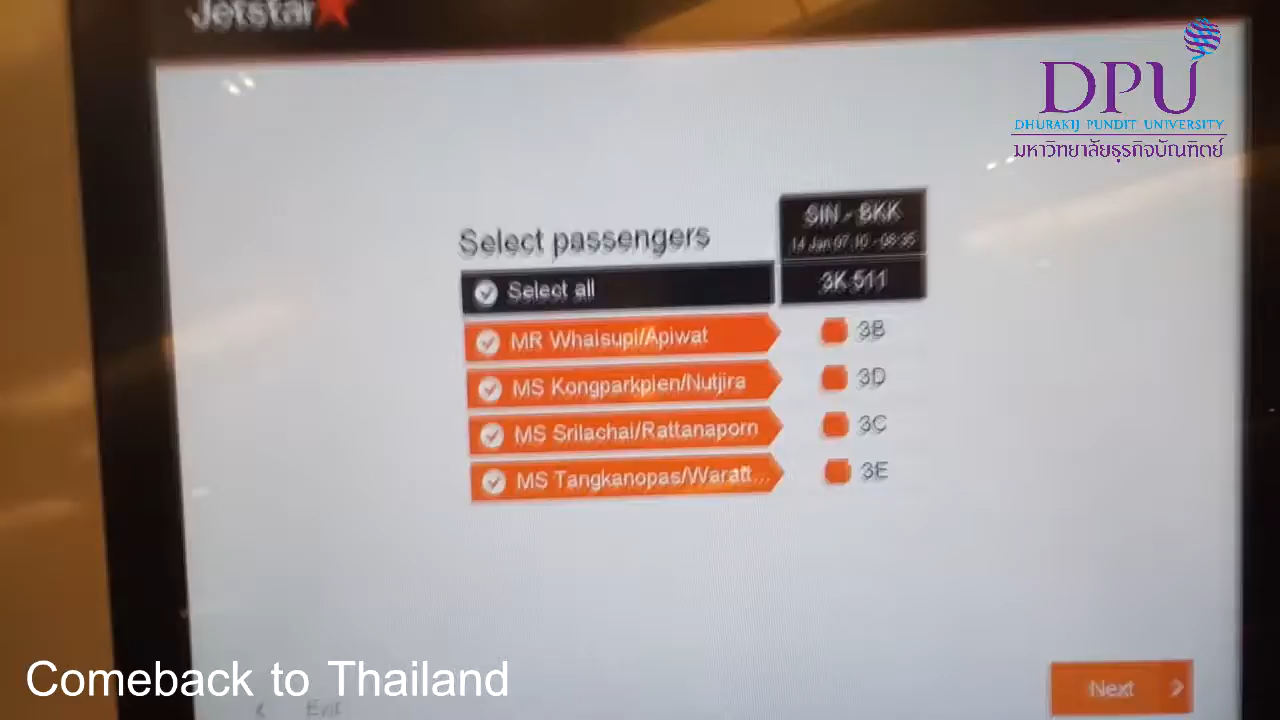 Jetstar
DPU
DHURAKIJ PUNDIT UNIVERSITY
มหาวิทยาลัยธุรกิจบัณฑิตย์
SIN - BKK
14 Jan 07:10 - 08:35
Select passengers
Select all
3K 511
MR Whaisupi/Apiwat
3B
MS Kongparkpien/Nutjira
3D
MS Srilachai/Rattanaporn
3C
MS Tangkanopas/Waratt...
3E
Comeback to Thailand
Next
Exit